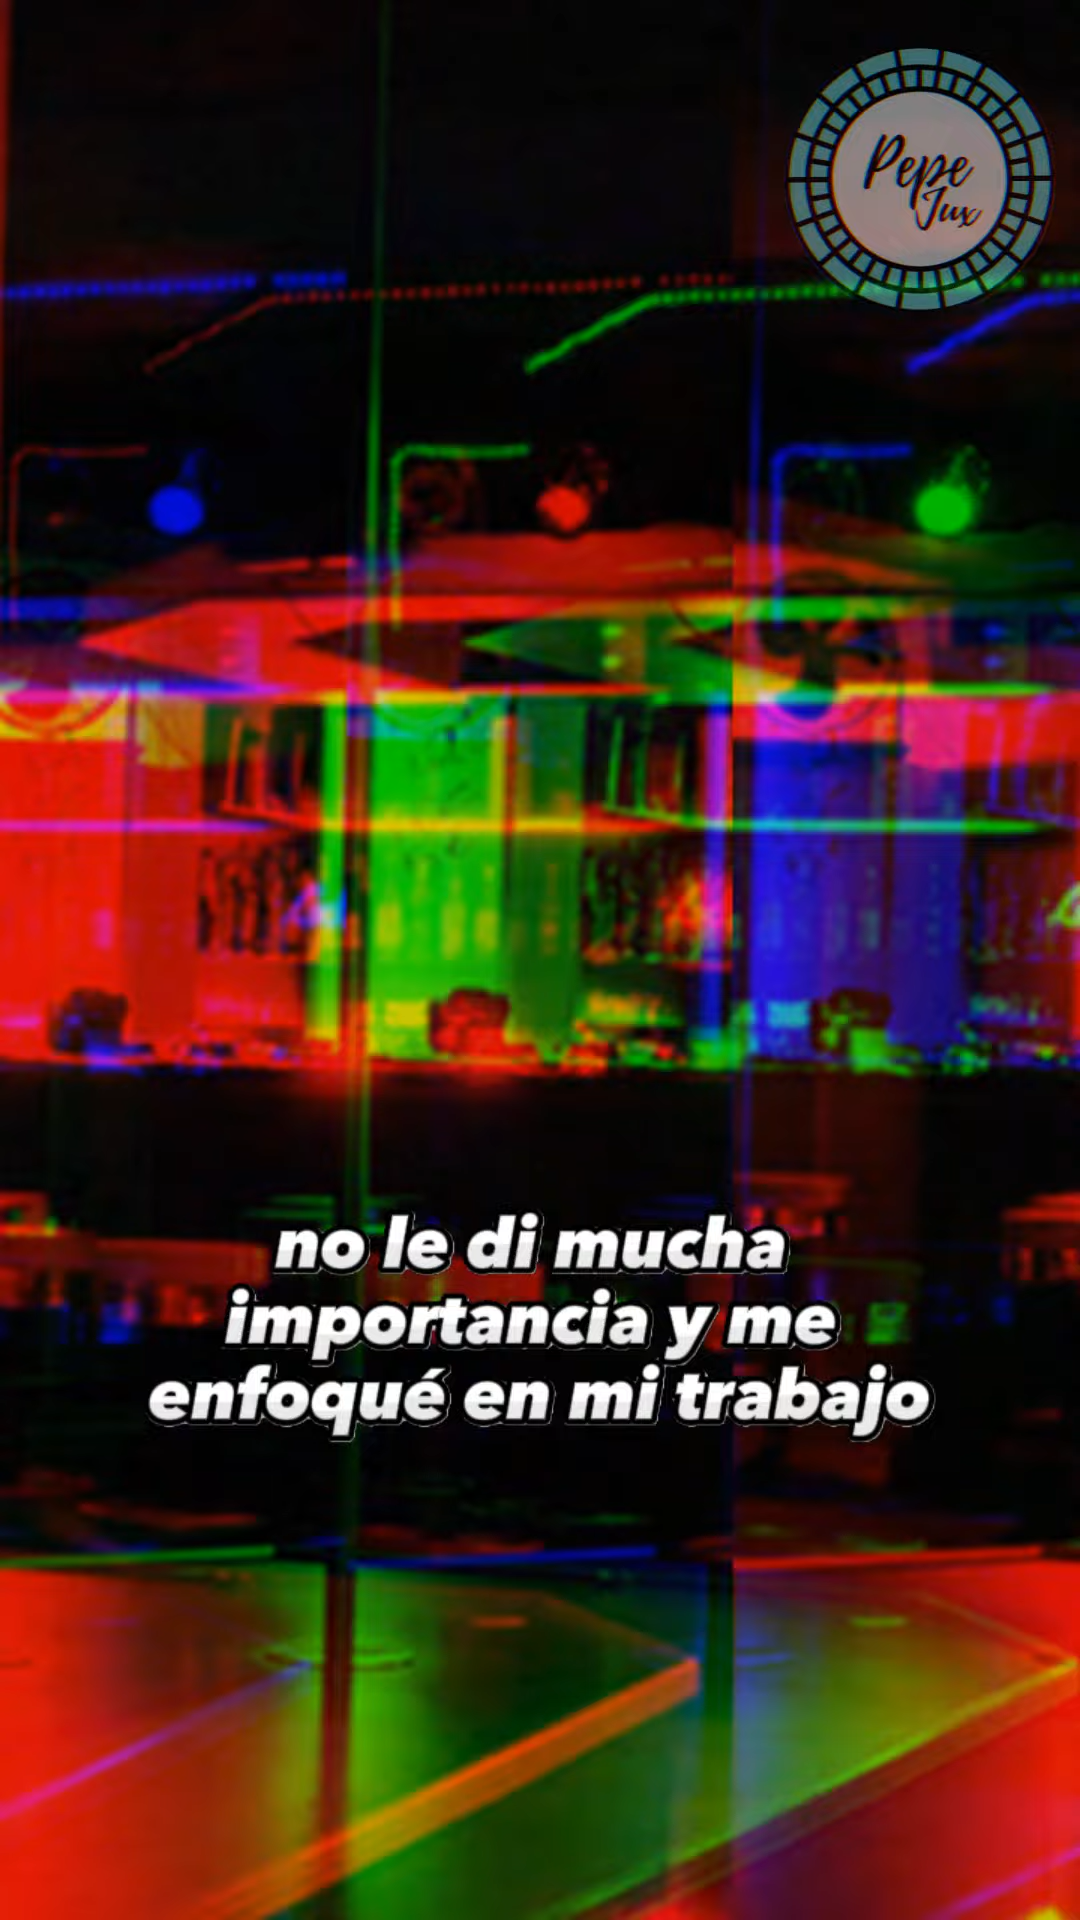 Pepe
Jux
no le di mucha
importancia y me
enfoqué en mi trabajo